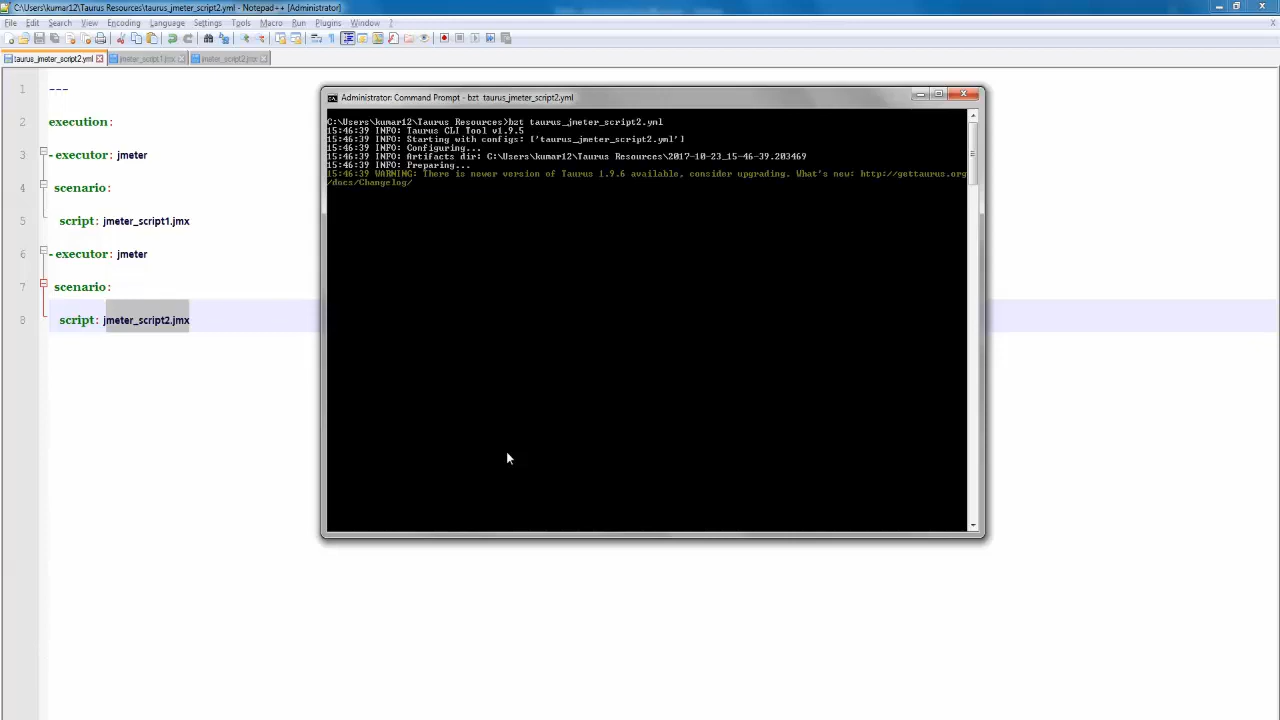 C:\Users\kumar12\Taurus Resources\taurus_jmeter_script2.yml - Notepad++ [Administrator]
File Edit Search View Encoding Language Settings Tools Macro Run Plugins Window ?
X
taurus_jmeter_script2.yml jmeter_script1.jmx jmeter_script2.jmx
1 ---
2 execution:
3 - executor: jmeter
4 scenario:
5 script: jmeter_script1.jmx
6 - executor: jmeter
7 scenario:
8 script: jmeter_script2.jmx
Administrator: Command Prompt - bzt taurus_jmeter_script2.yml
C:\Users\kumar12\Taurus Resources>bzt taurus_jmeter_script2.yml
15:46:39 INFO: Taurus CLI Tool v1.9.5
15:46:39 INFO: Starting with configs: ['taurus_jmeter_script2.yml']
15:46:39 INFO: Configuring...
15:46:39 INFO: Artifacts dir: C:\Users\kumar12\Taurus Resources\2017-10-23_15-46-39.203469
15:46:39 INFO: Preparing...
15:46:39 WARNING: There is newer version of Taurus 1.9.6 available, consider upgrading. What's new: http://gettaurus.org
/docs/Changelog/